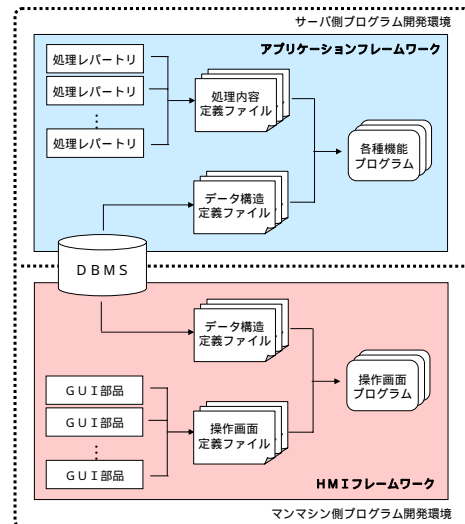 サーバ側プログラム開発環境
アプリケーションフレームワーク
処理レパートリ
処理レパートリ
⋮
処理レパートリ
処理内容
定義ファイル
各種機能
プログラム
データ構造
定義ファイル
ＤＢＭＳ
データ構造
定義ファイル
操作画面
プログラム
ＧＵＩ部品
ＧＵＩ部品
⋮
ＧＵＩ部品
操作画面
定義ファイル
ＨＭＩフレームワーク
マンマシン側プログラム開発環境